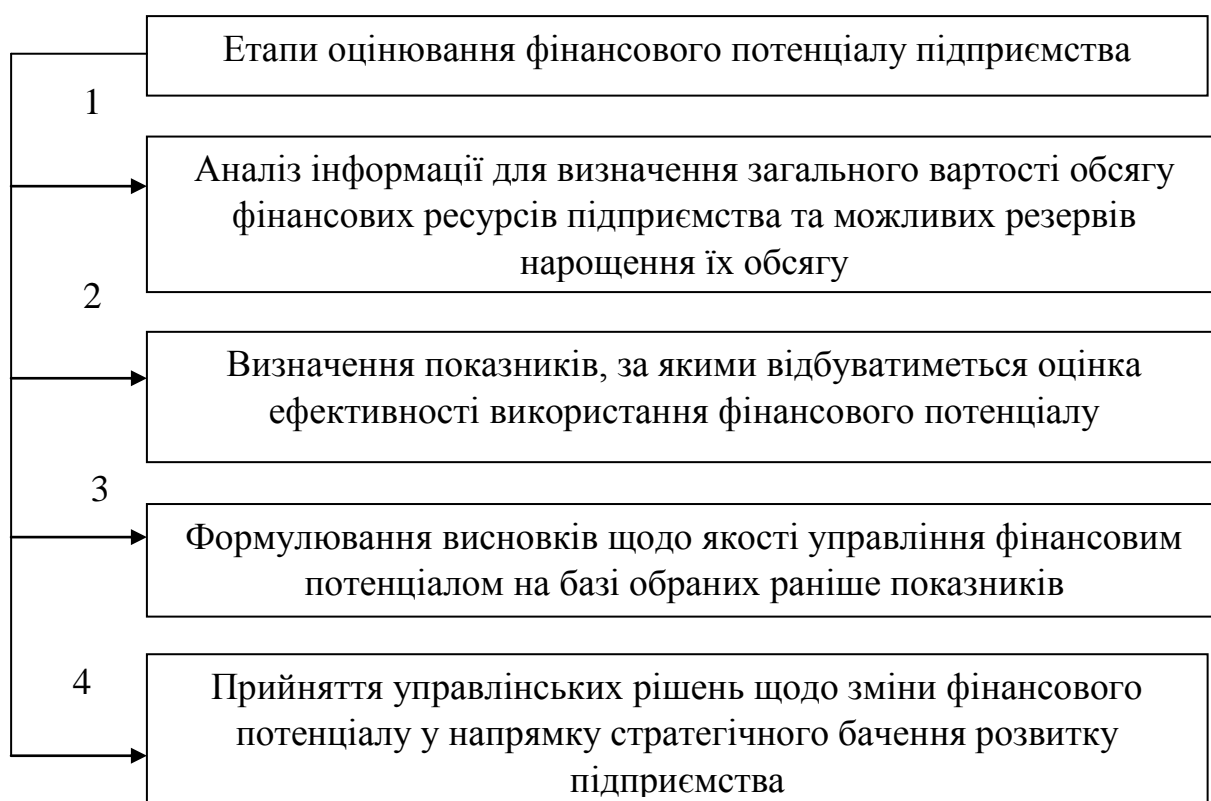 Етапи оцінювання фінансового потенціалу підприємства
1
Аналіз інформації для визначення загального вартості обсягу
фінансових ресурсів підприємства та можливих резервів
нарощення їх обсягу
2
Визначення показників, за якими відбуватиметься оцінка
ефективності використання фінансового потенціалу
3
Формулювання висновків щодо якості управління фінансовим
потенціалом на базі обраних раніше показників
4
Прийняття управлінських рішень щодо зміни фінансового
потенціалу у напрямку стратегічного бачення розвитку
підприємства